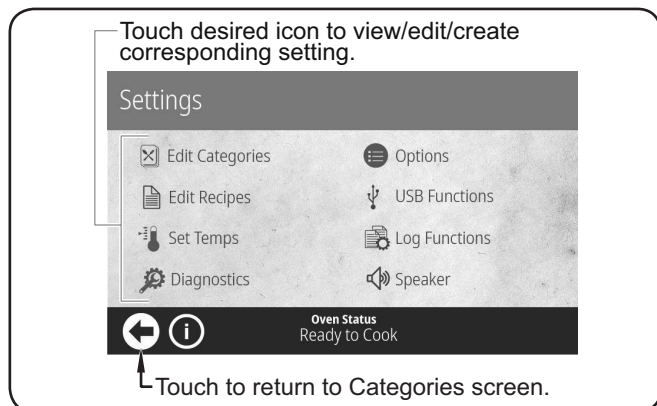 Touch desired icon to view/edit/create
corresponding setting.
Settings
Edit Categories
Options
Edit Recipes
USB Functions
Set Temps
Log Functions
Diagnostics
Speaker
i
Oven Status
Ready to Cook
Touch to return to Categories screen.